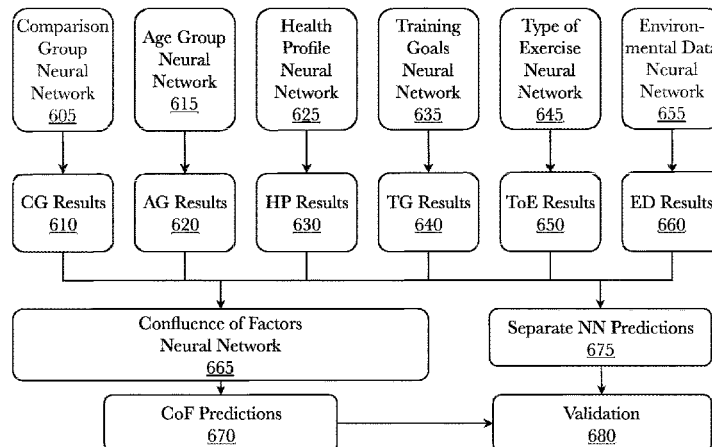 Comparison
Group
Neural
Network
605
Age Group
Neural
Network
615
Health
Profile
Neural
Network
625
Training
Goals
Neural
Network
635
Type of
Exercise
Neural
Network
645
Environ-
mental Data
Neural
Network
655
CG Results
610
AG Results
620
HP Results
630
TG Results
640
ToE Results
650
ED Results
660
Confluence of Factors
Neural Network
665
Separate NN Predictions
675
CoF Predictions
670
Validation
680